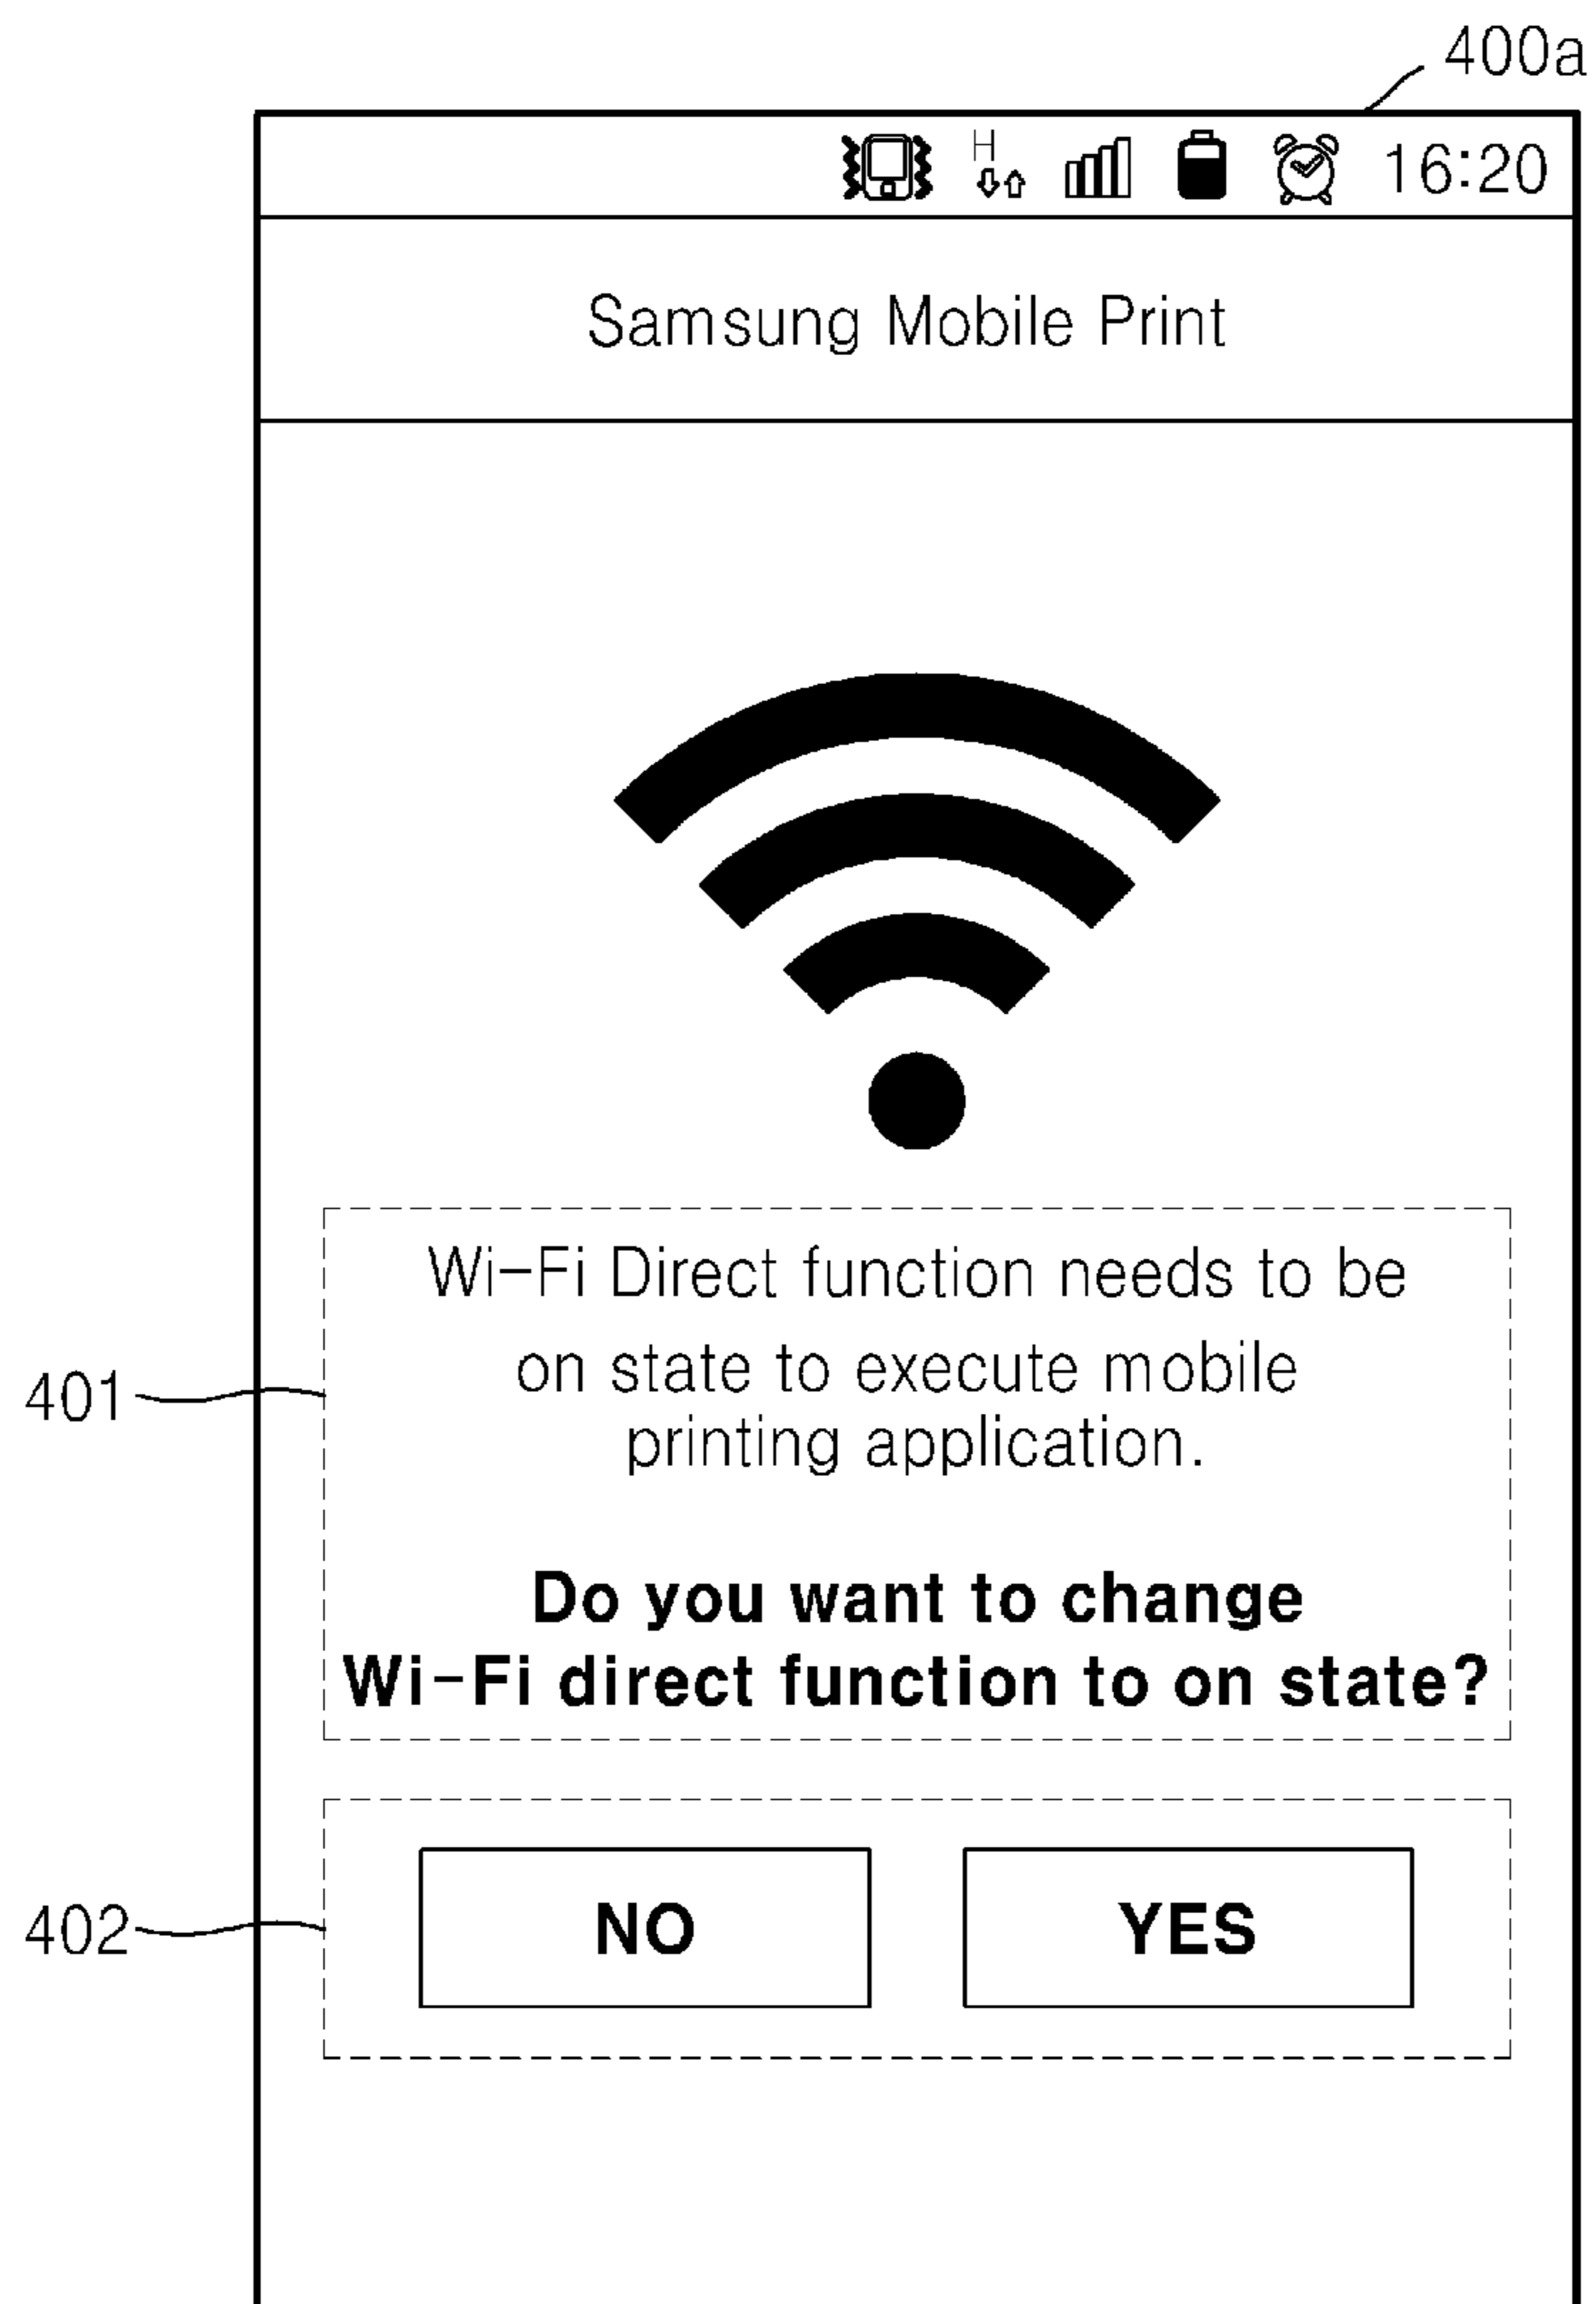 400a
H
16:20
Samsung Mobile Print
Wi-Fi Direct function needs to be
on state to execute mobile
printing application.
401
Do you want to change
Wi-Fi direct function to on state?
402
NO
YES